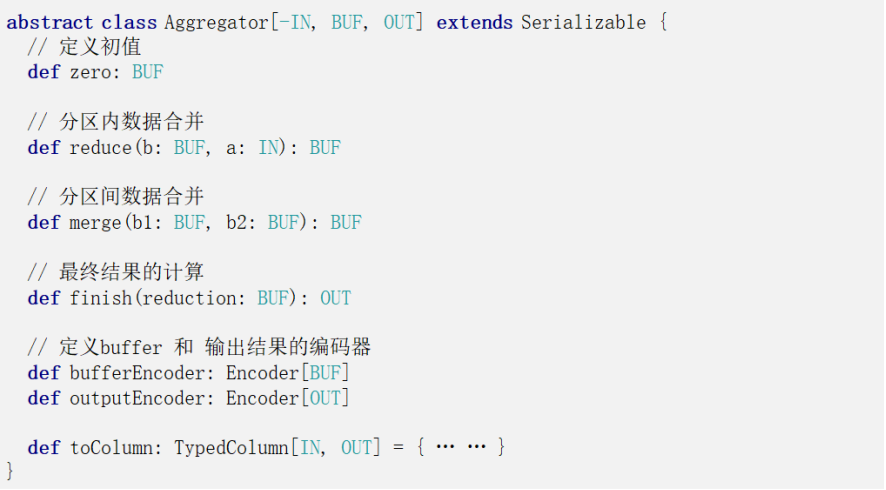 abstract class Aggregator[-IN, BUF, OUT] extends Serializable {
// 定义初值
def zero: BUF
// 分区内数据合并
def reduce(b: BUF, a: IN): BUF
// 分区间数据合并
def merge(b1: BUF, b2: BUF): BUF
// 最终结果的计算
def finish(reduction: BUF): OUT
// 定义buffer 和 输出结果的编码器
def bufferEncoder: Encoder[BUF]
def outputEncoder: Encoder[OUT]
def toColumn: TypedColumn[IN, OUT] = { … … }
}